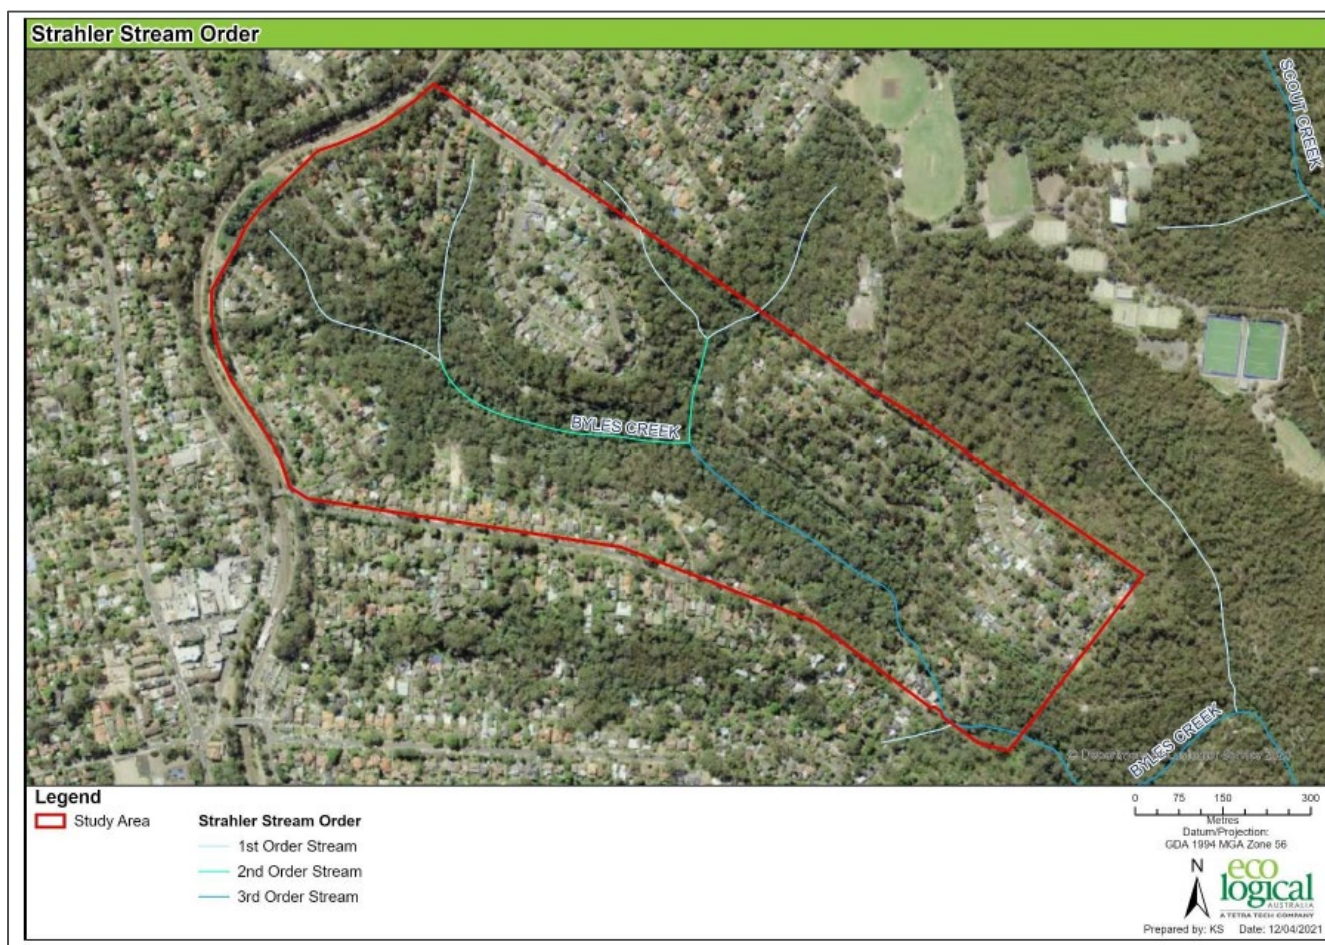 Strahler Stream Order
SCOUT CREEK
BYLES CREEK
BYLES CREEK
Legend
Study Area
Strahler Stream Order
1st Order Stream
2nd Order Stream
3rd Order Stream
0 75 150 300
Metres
Datum/Projection:
GDA 1994 MGA Zone 56
N
eco
logical
AUSTRALIA
A TETRA TECH COMPANY
Prepared by: KS Date: 12/04/2021